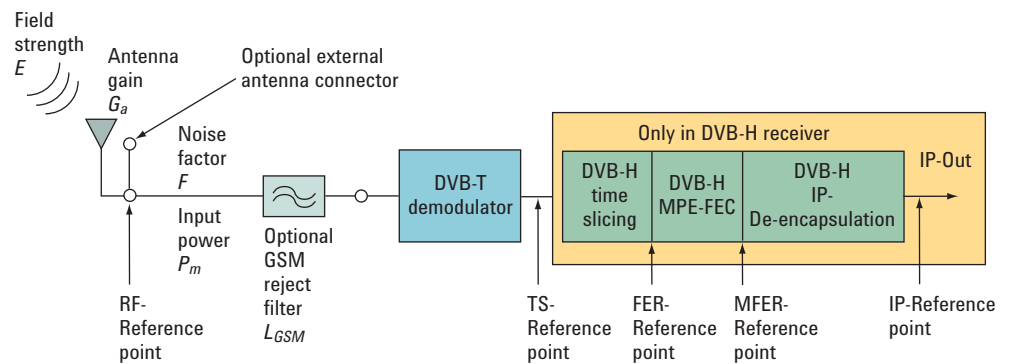 Field
strength
E
Antenna
gain
Ga
Optional external
antenna connector
Noise
factor
F
Input
power
Pm
Optional
GSM
reject
filter
LGSM
DVB-T
demodulator
Only in DVB-H receiver
DVB-H
time
slicing
DVB-H
MPE-FEC
DVB-H
IP-
De-encapsulation
IP-Out
RF-
Reference
point
TS-
Reference
point
FER-
Reference
point
MFER-
Reference
point
IP-Reference
point